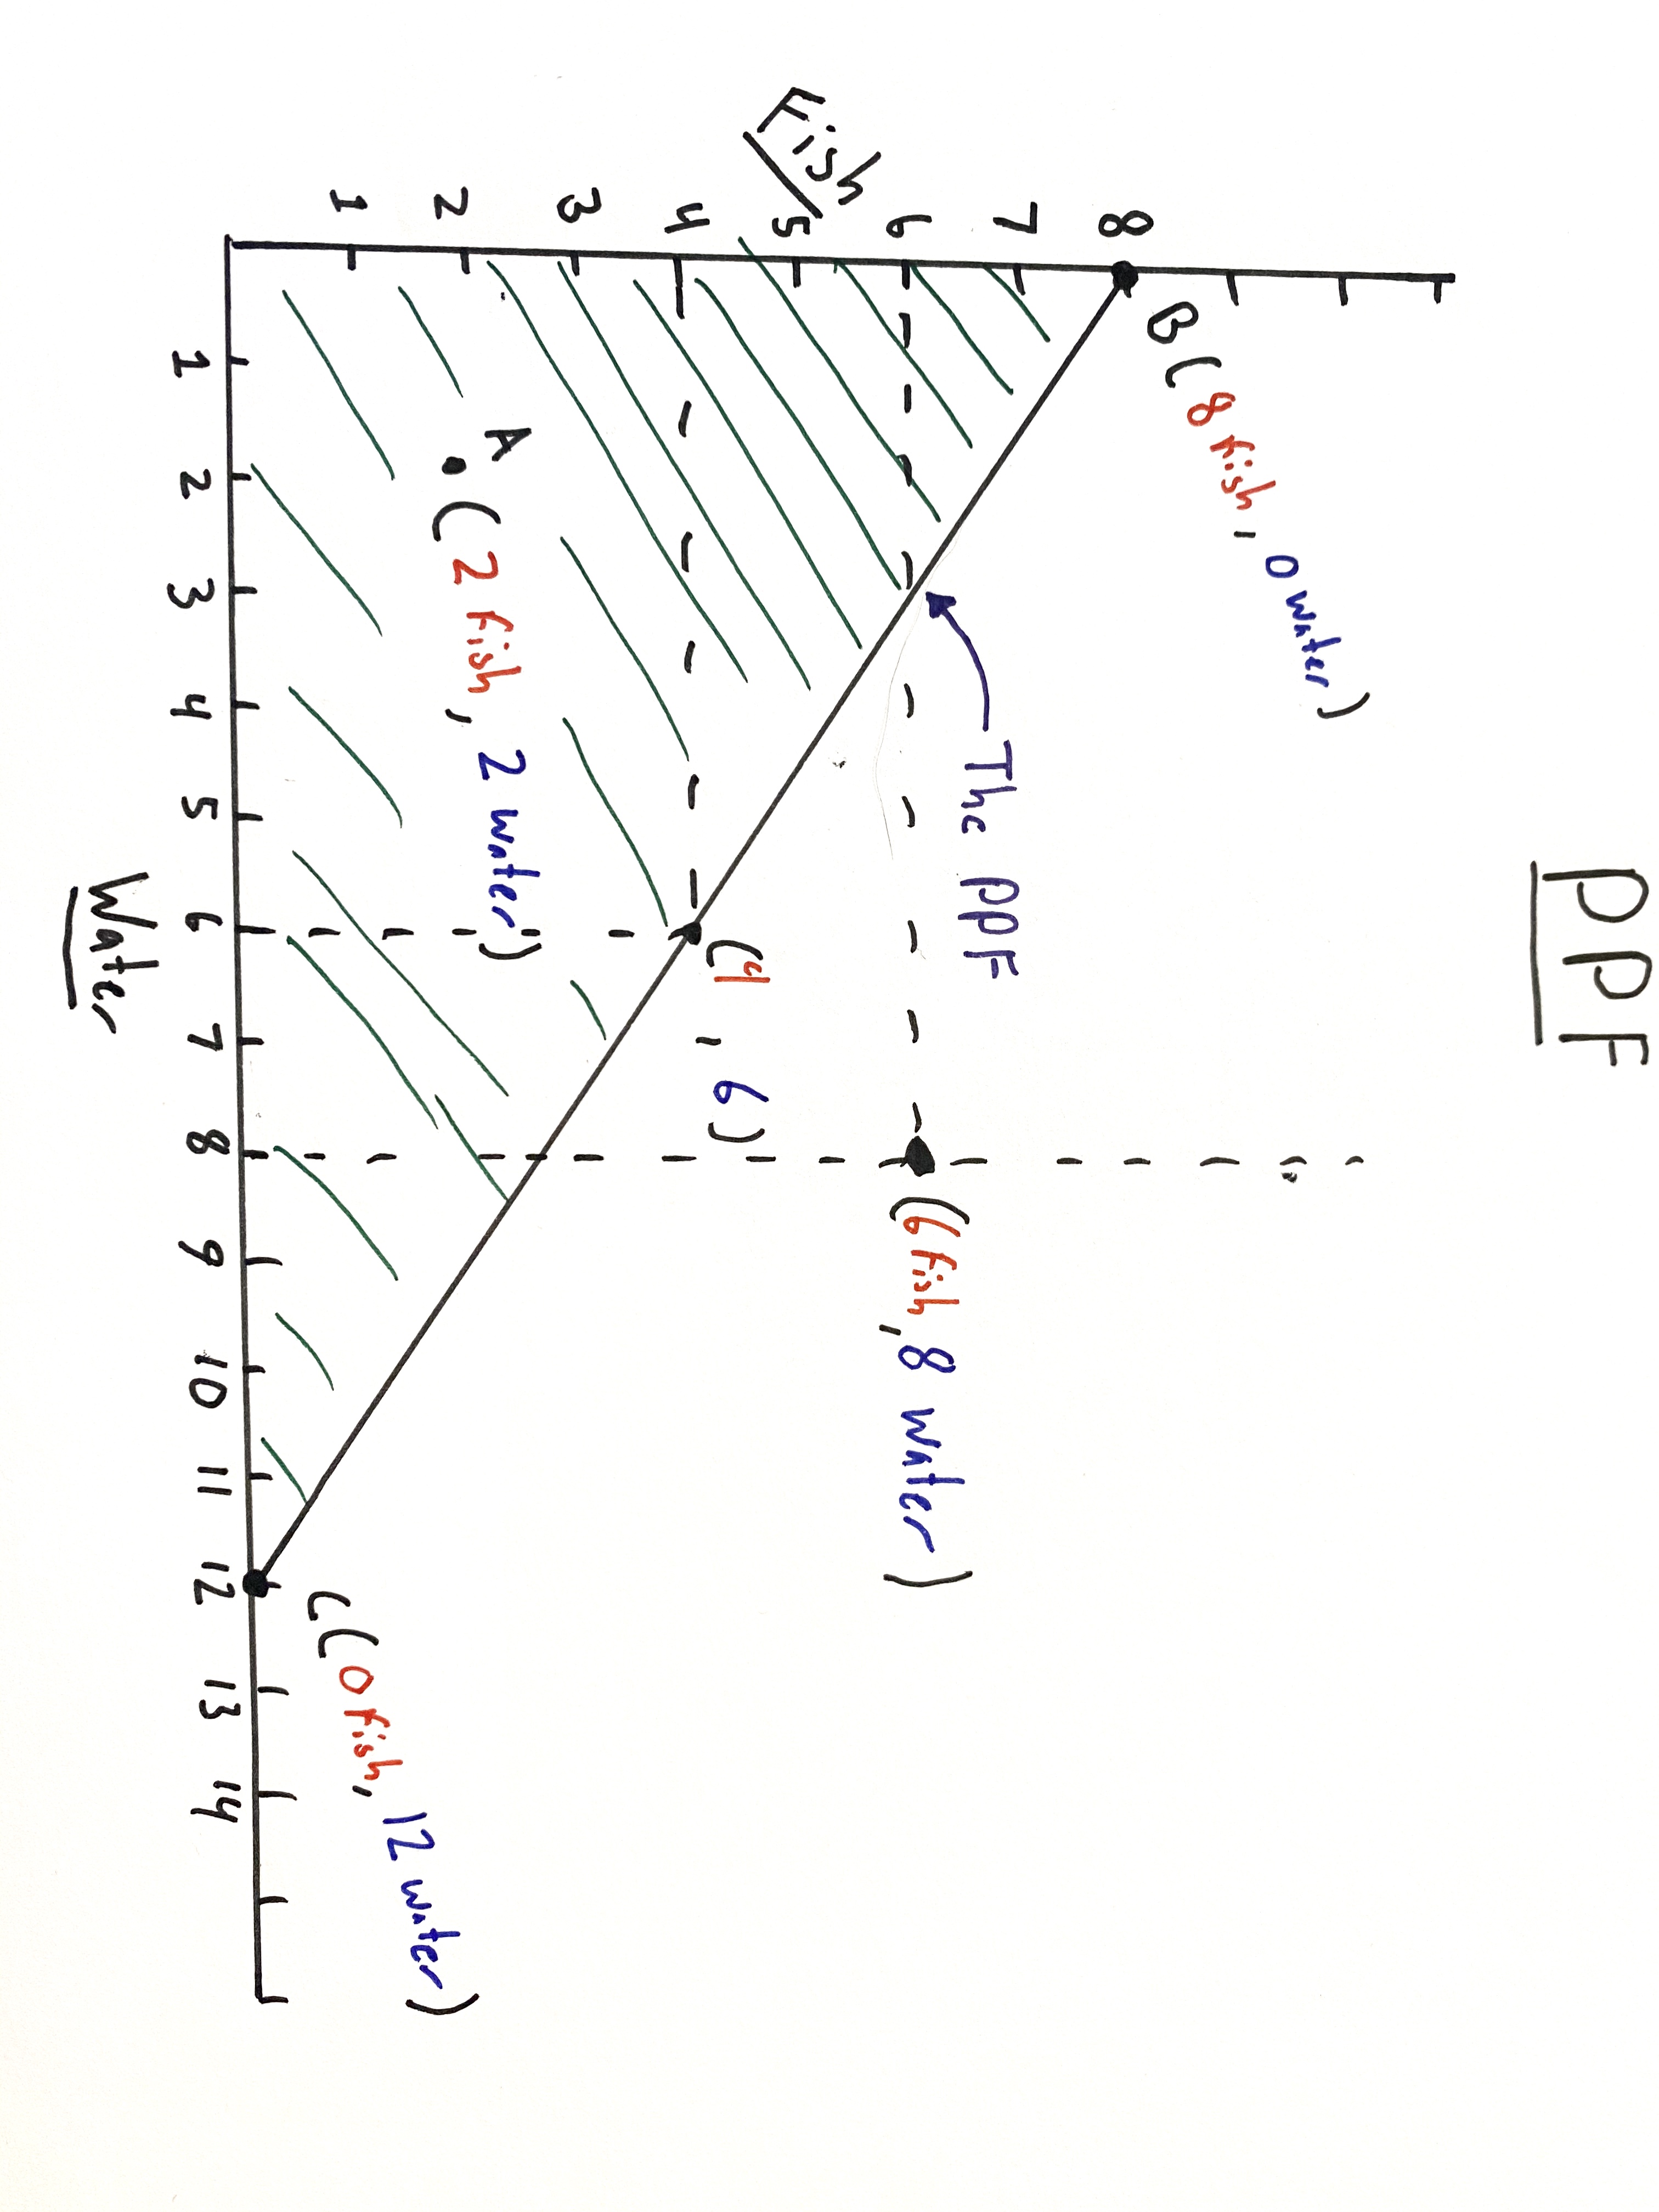 PPF
Fish
8
7
6
5
4
3
2
1
B (8 fish, 0 water)
The PPF
(6 fish, 8 water)
(4, 6)
A (2 fish, 2 water)
C (0 fish, 12 water)
1 2 3 4 5 6 7 8 9 10 11 12 13 14
Water